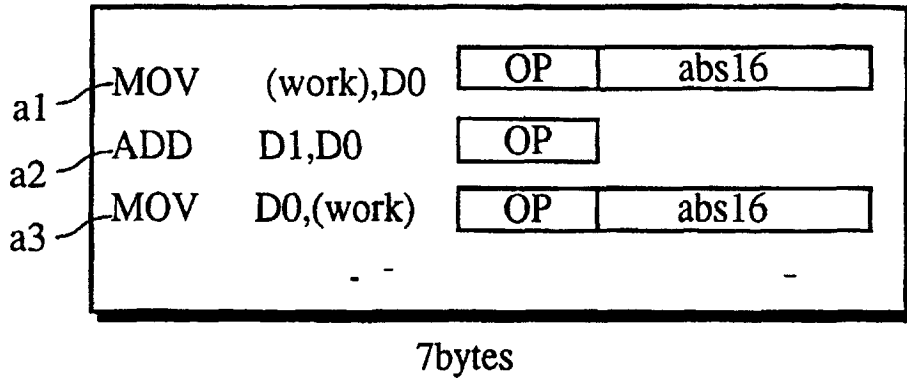 a1 MOV (work),D0 OP abs16
a2 ADD D1,D0 OP
a3 MOV D0,(work) OP abs16
7bytes